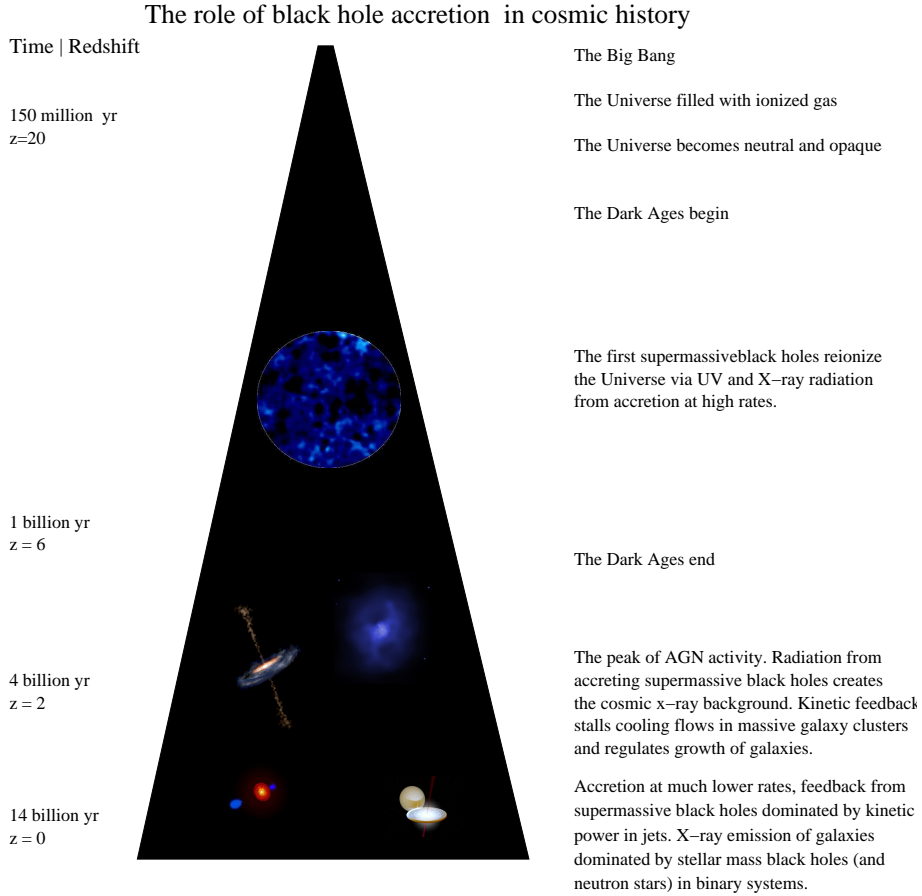 The role of black hole accretion in cosmic history
Time | Redshift
150 million yr
z=20
1 billion yr
z = 6
4 billion yr
z = 2
14 billion yr
z = 0
The Big Bang
The Universe filled with ionized gas
The Universe becomes neutral and opaque
The Dark Ages begin
The first supermassiveblack holes reionize
the Universe via UV and X−ray radiation
from accretion at high rates.
The Dark Ages end
The peak of AGN activity. Radiation from
accreting supermassive black holes creates
the cosmic x−ray background. Kinetic feedback
stalls cooling flows in massive galaxy clusters
and regulates growth of galaxies.
Accretion at much lower rates, feedback from
supermassive black holes dominated by kinetic
power in jets. X−ray emission of galaxies
dominated by stellar mass black holes (and
neutron stars) in binary systems.